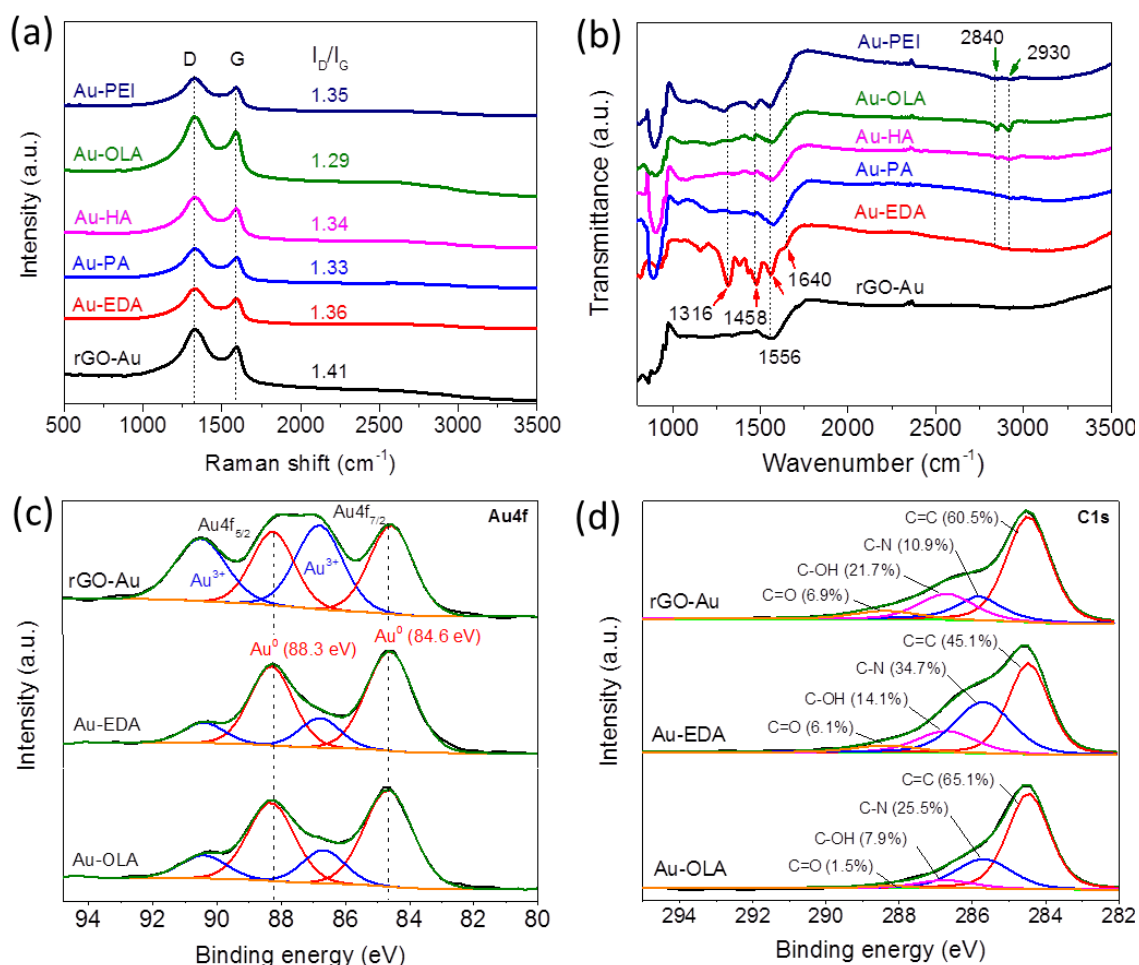 (a)
D G I_D/I_G
Au-PEI 1.35
Au-OLA 1.29
Au-HA 1.34
Au-PA 1.33
Au-EDA 1.36
rGO-Au 1.41
Intensity (a.u.)
500 1000 1500 2000 2500 3000 3500
Raman shift (cm⁻¹)
(b)
2840 2930
Au-PEI
Au-OLA
Au-HA
Au-PA
Au-EDA
1640
rGO-Au
1316 1458
1556
Transmittance (a.u.)
1000 1500 2000 2500 3000 3500
Wavenumber (cm⁻¹)
(c)
Au4f₅/₂ Au4f₇/₂ Au4f
Au³⁺ Au³⁺
rGO-Au
Au⁰ (88.3 eV) Au⁰ (84.6 eV)
Au-EDA
Au-OLA
Intensity (a.u.)
94 92 90 88 86 84 82 80
Binding energy (eV)
(d)
C1s
C=C (60.5%)
C-N (10.9%)
C-OH (21.7%)
C=O (6.9%)
rGO-Au
C=C (45.1%)
C-N (34.7%)
C-OH (14.1%)
C=O (6.1%)
Au-EDA
C=C (65.1%)
C-N (25.5%)
C-OH (7.9%)
C=O (1.5%)
Au-OLA
Intensity (a.u.)
294 292 290 288 286 284 282
Binding energy (eV)